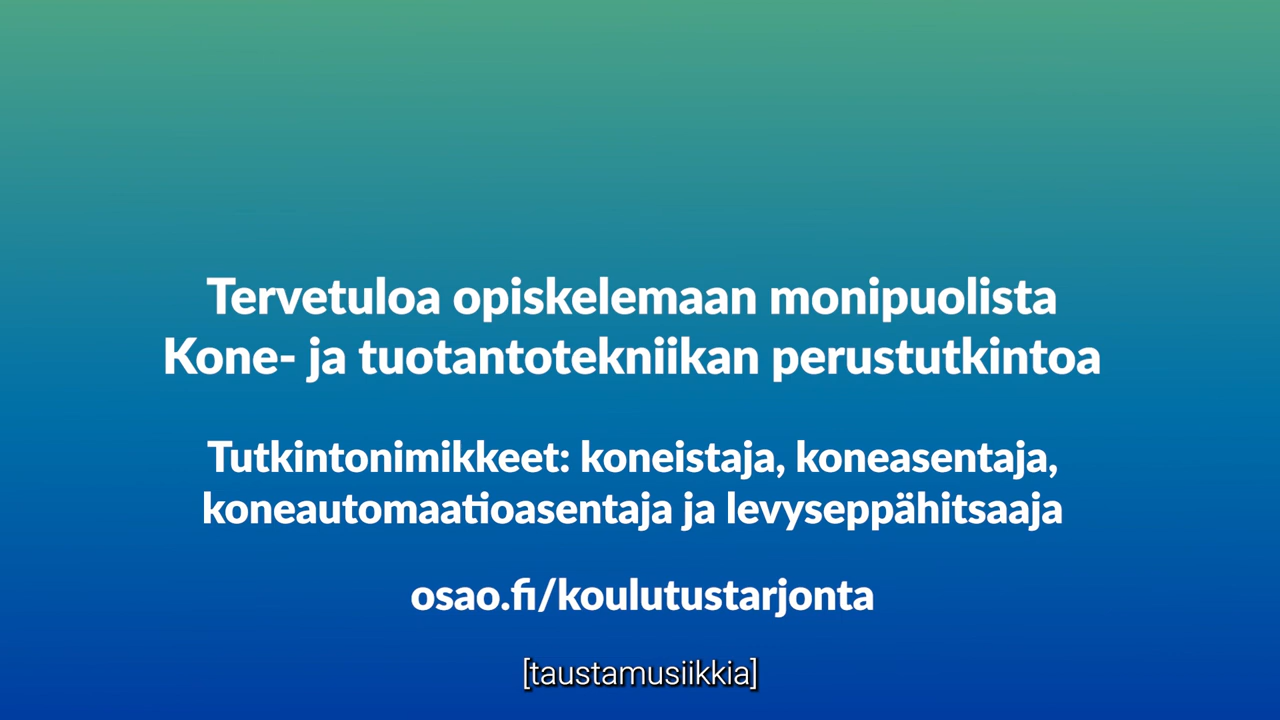 Tervetuloa opiskelemaan monipuolista
Kone- ja tuotantotekniikan perustutkintoa
Tutkintonimikkeet: koneistaja, koneasentaja,
koneautomaatioasentaja ja levyseppähitsaaja
osao.fi/koulutustarjonta
[taustamusiikkia]